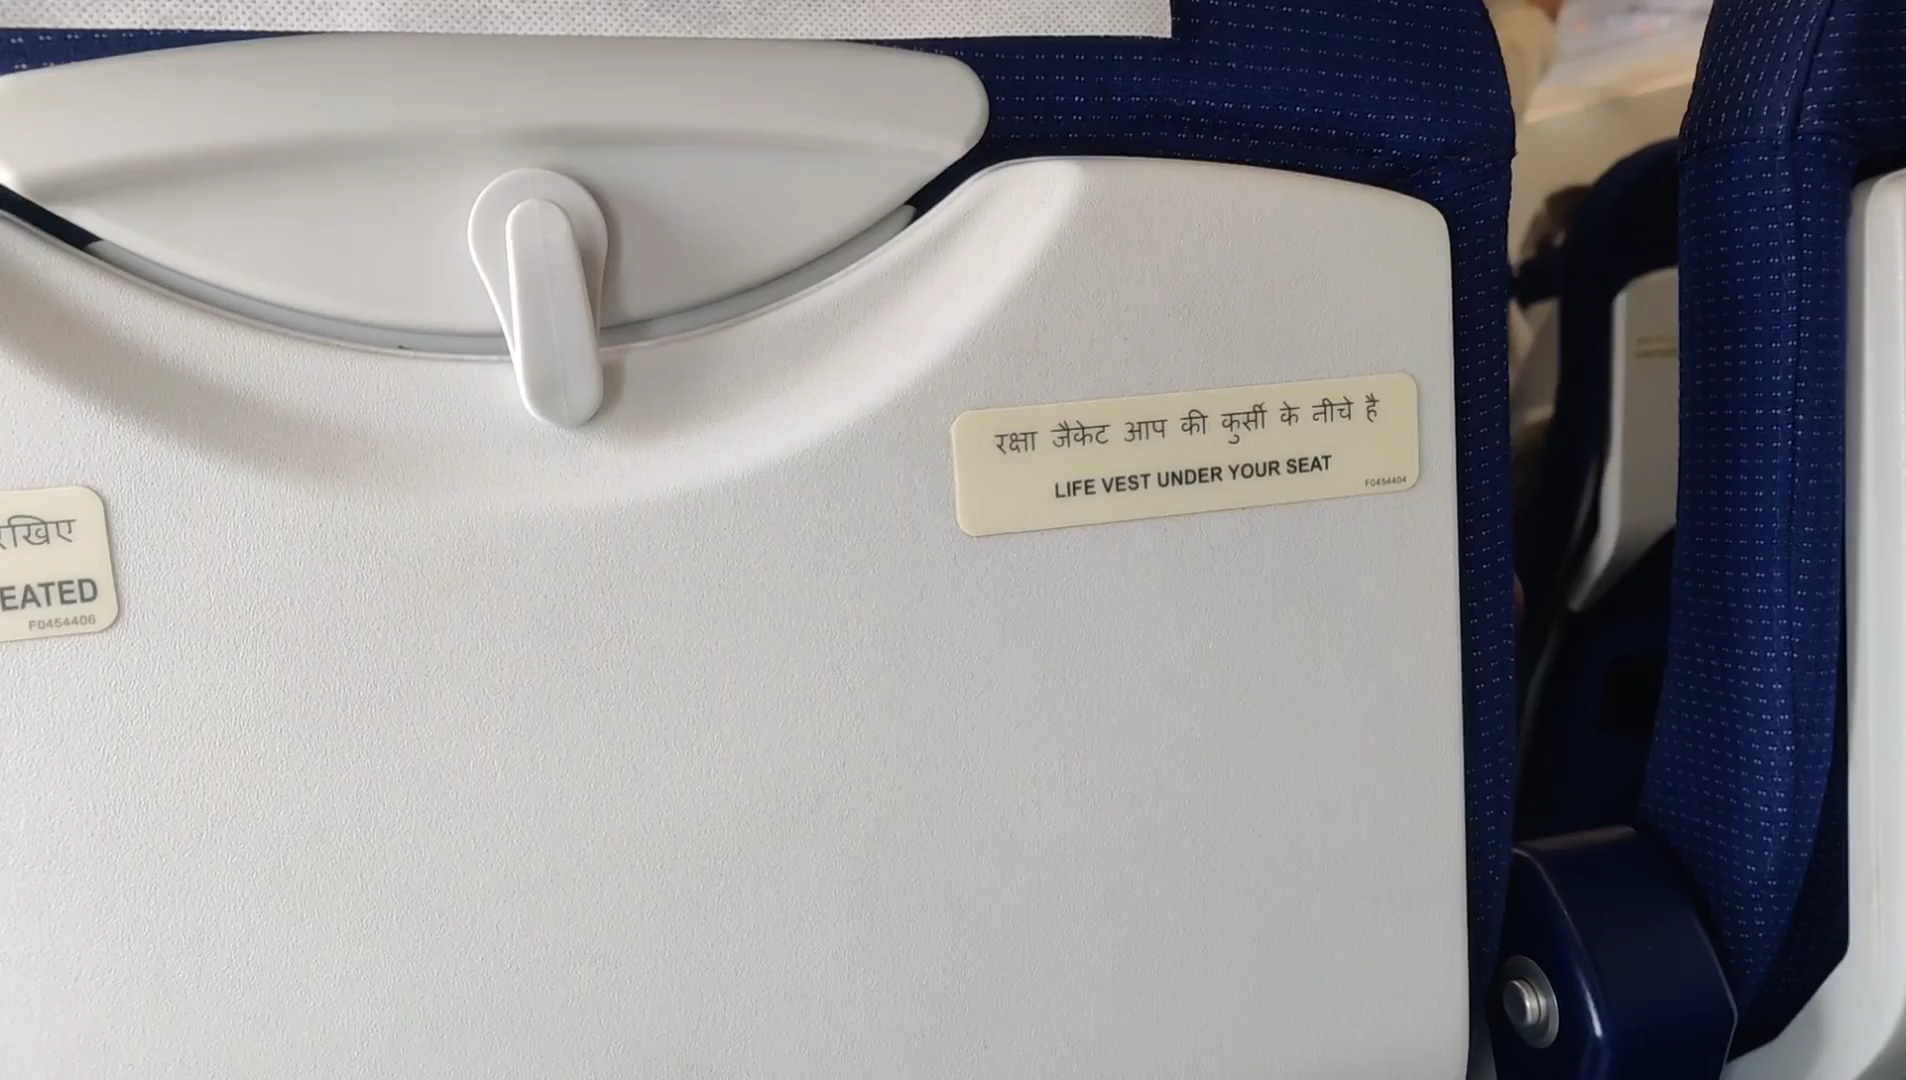 रखिए
EATED
F0454406
रक्षा जैकेट आप की कुर्सी के नीचे है
LIFE VEST UNDER YOUR SEAT
F0454404